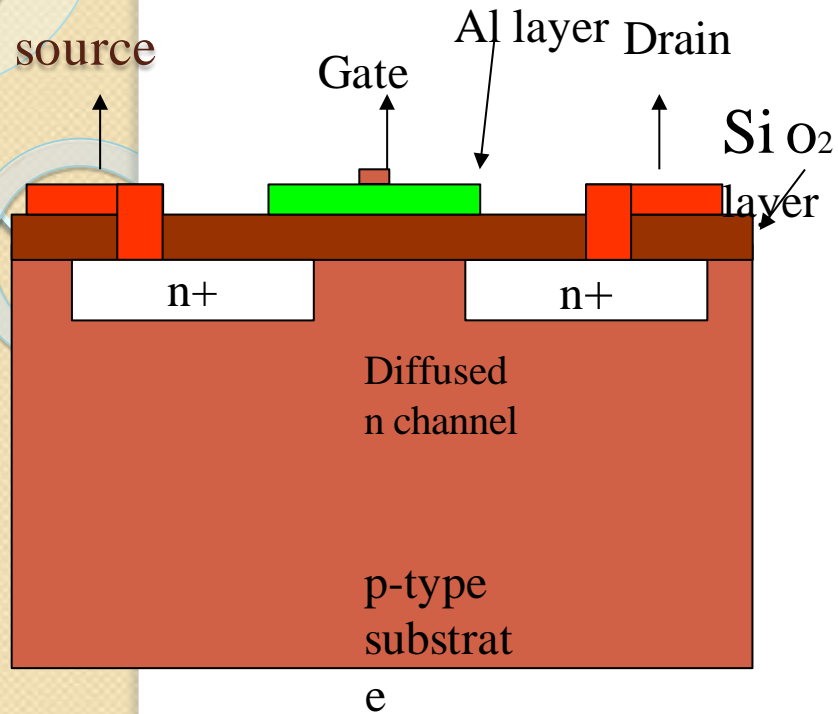 source
Gate
Al layer
Drain
Si o₂
layer
n+
n+
Diffused
n channel
p-type
substrat
e